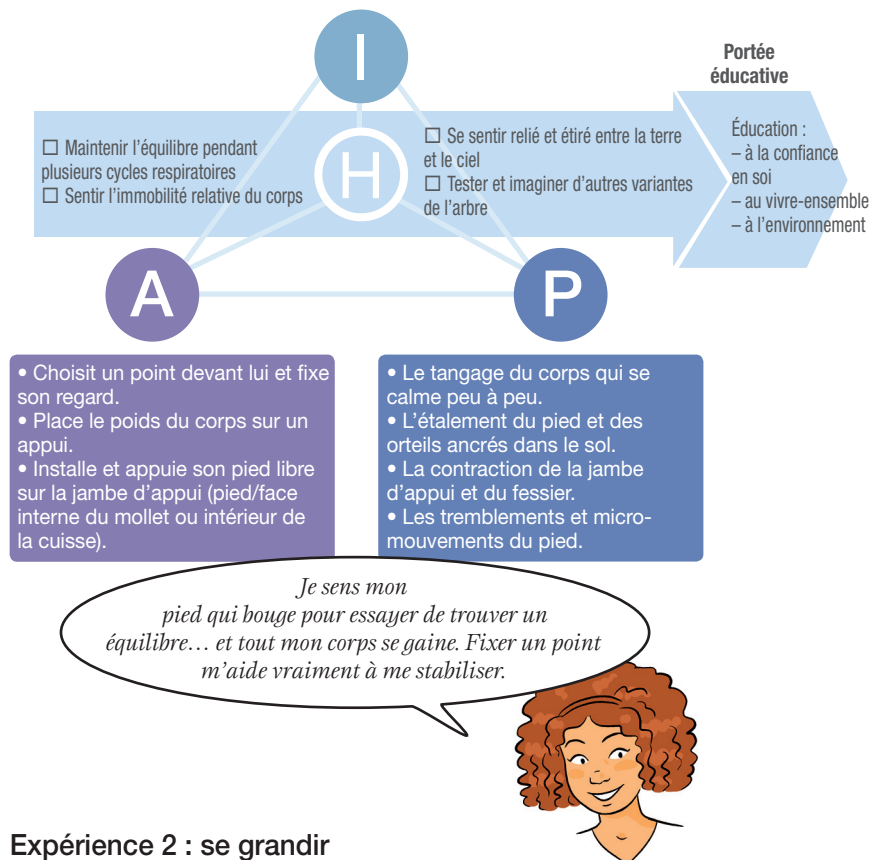 I
Portée
éducative
☐ Maintenir l'équilibre pendant
plusieurs cycles respiratoires
☐ Sentir l'immobilité relative du corps
H
☐ Se sentir relié et étiré entre la terre
et le ciel
☐ Tester et imaginer d'autres variantes
de l'arbre
Éducation :
– à la confiance
en soi
– au vivre-ensemble
– à l'environnement
A
P
• Choisit un point devant lui et fixe
son regard.
• Place le poids du corps sur un
appui.
• Installe et appuie son pied libre
sur la jambe d'appui (pied/face
interne du mollet ou intérieur de
la cuisse).
• Le tangage du corps qui se
calme peu à peu.
• L'étalement du pied et des
orteils ancrés dans le sol.
• La contraction de la jambe
d'appui et du fessier.
• Les tremblements et micro-
mouvements du pied.
Je sens mon
pied qui bouge pour essayer de trouver un
équilibre… et tout mon corps se gaine. Fixer un point
m'aide vraiment à me stabiliser.
Expérience 2 : se grandir